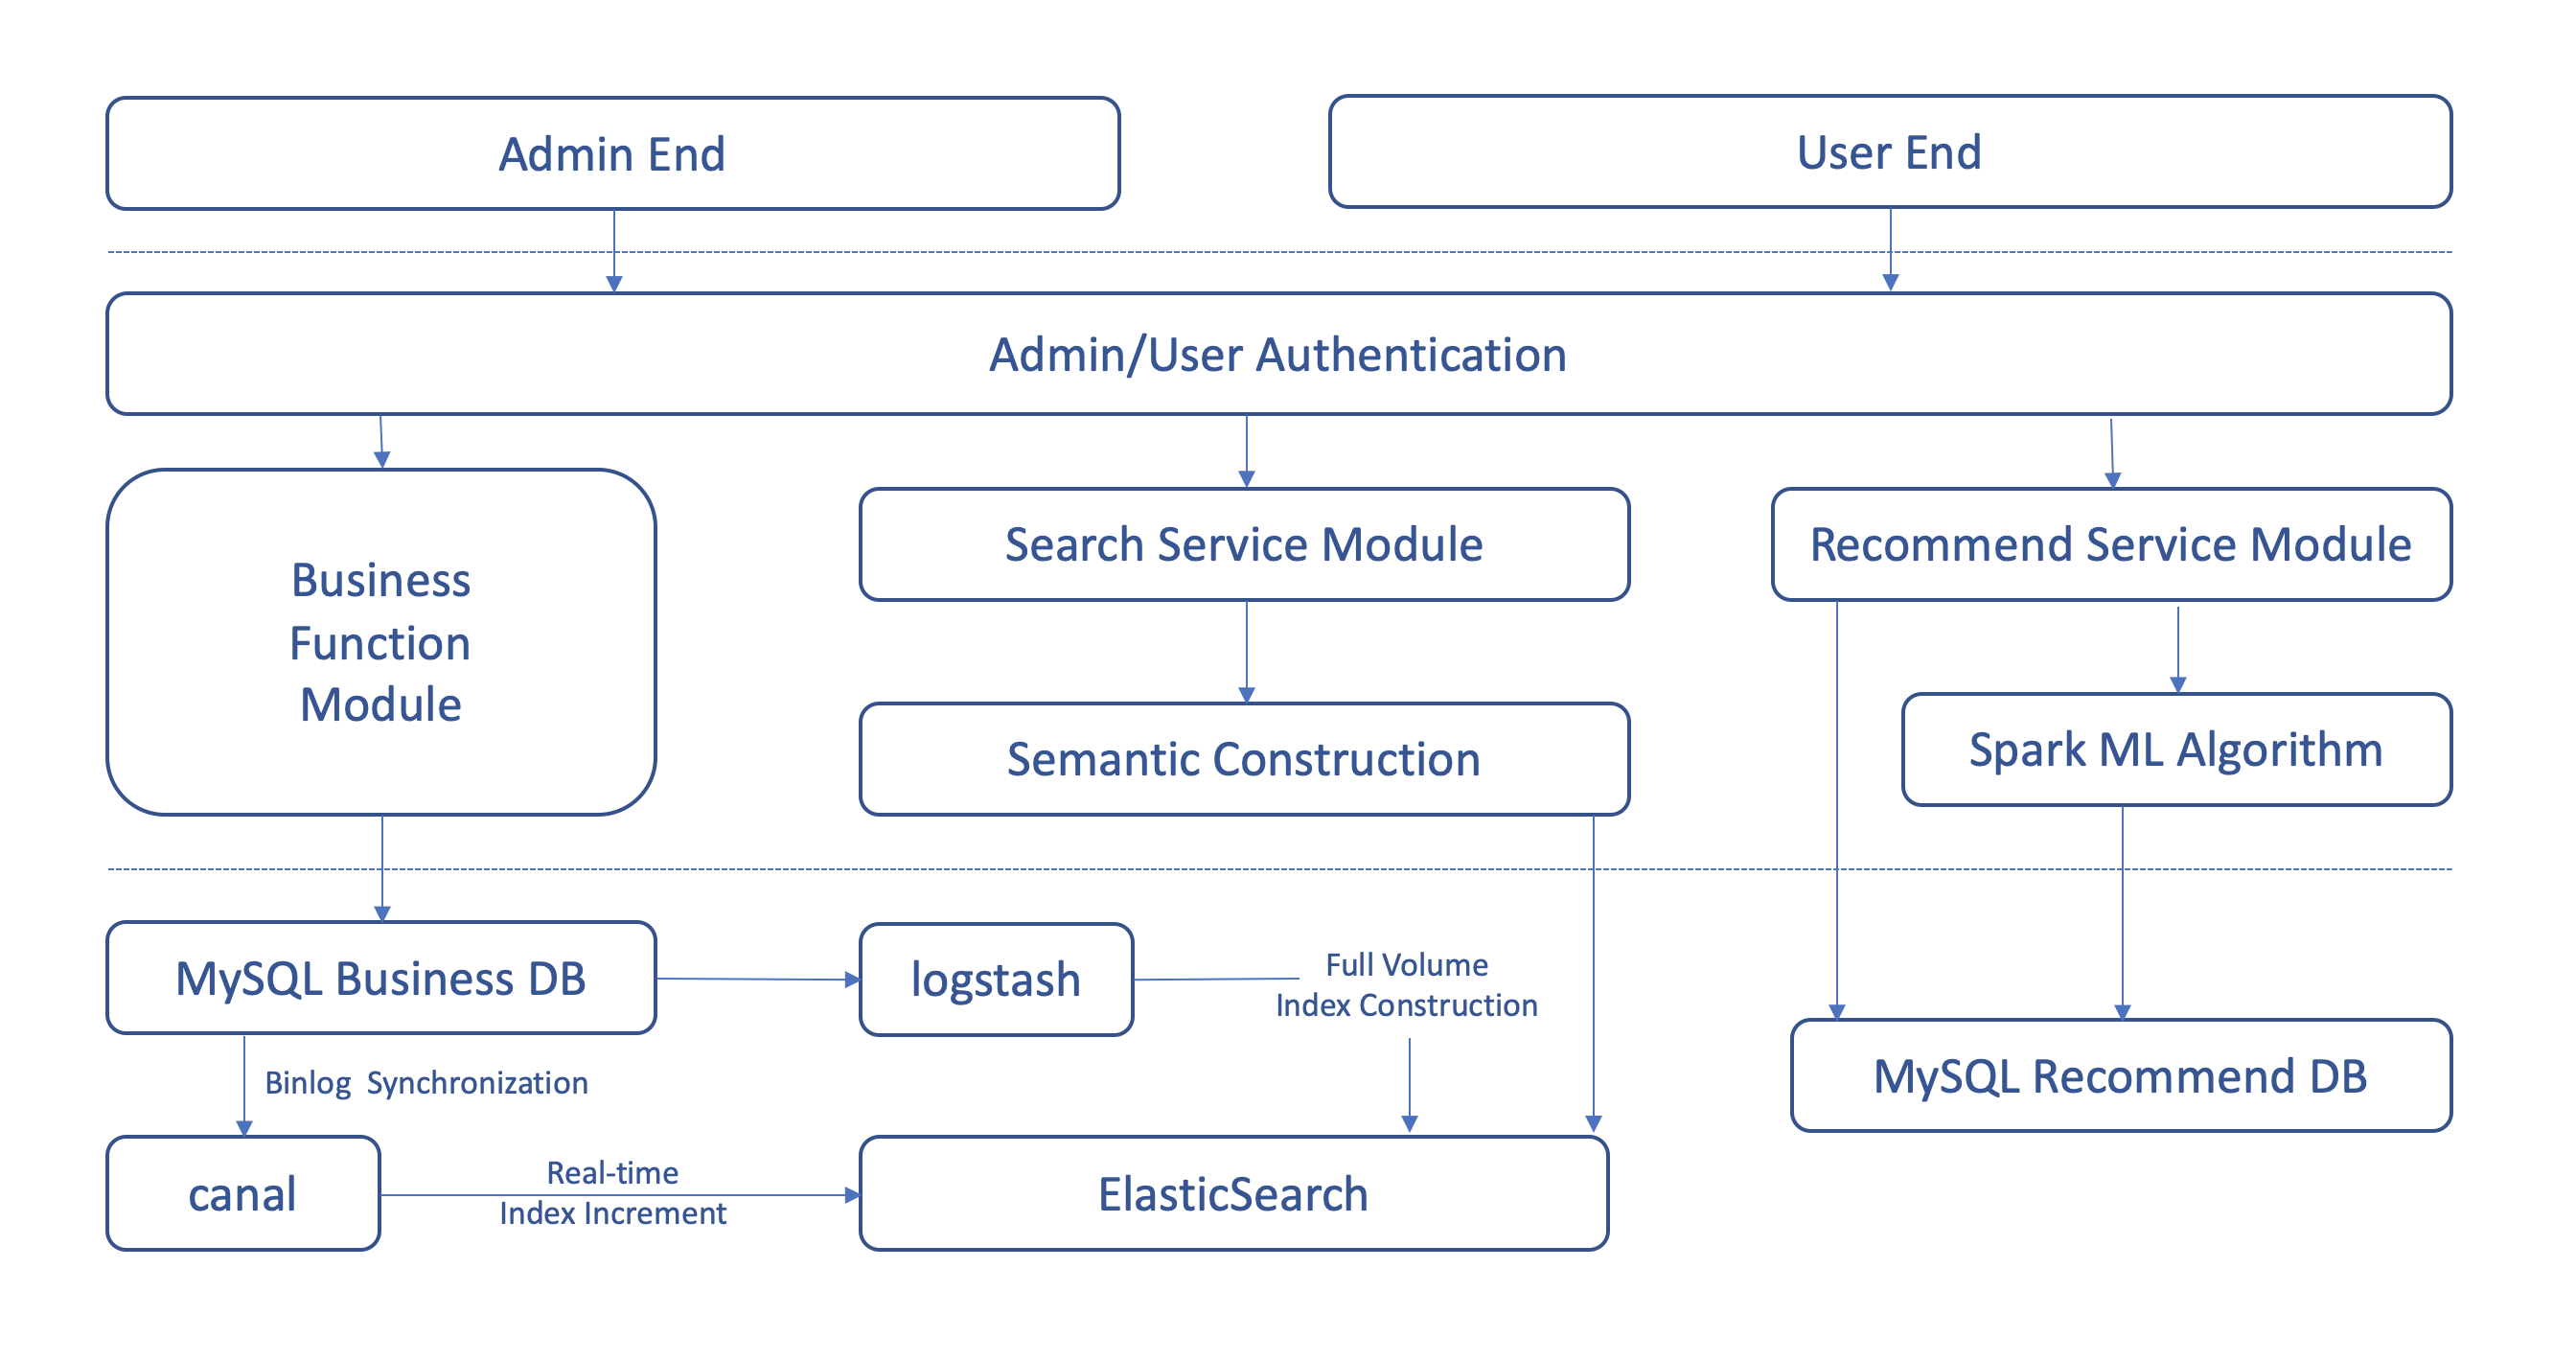 Admin End
User End
Admin/User Authentication
Business
Function
Module
Search Service Module
Recommend Service Module
Semantic Construction
Spark ML Algorithm
MySQL Business DB
logstash
Full Volume
Index Construction
Binlog Synchronization
MySQL Recommend DB
canal
Real-time
Index Increment
ElasticSearch